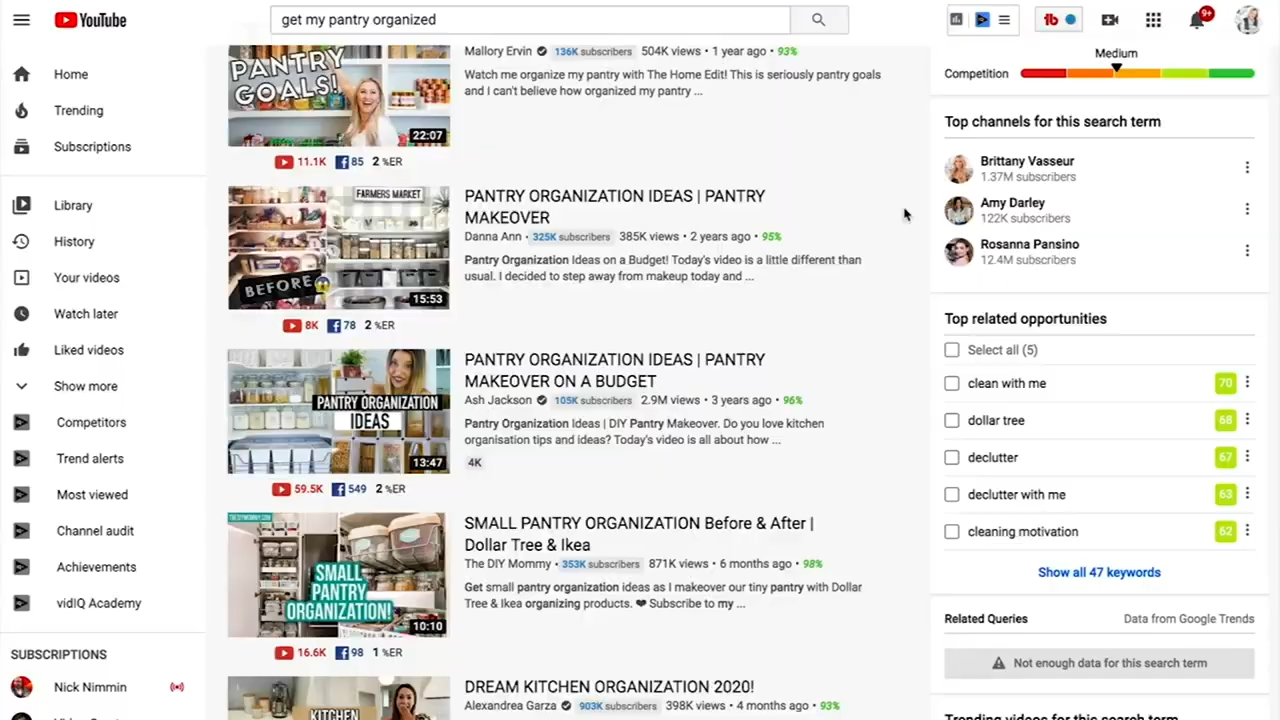 YouTube
get my pantry organized
tb
9+
Home
Trending
Subscriptions
Library
History
Your videos
Watch later
Liked videos
Show more
Competitors
Trend alerts
Most viewed
Channel audit
Achievements
vidIQ Academy
SUBSCRIPTIONS
Nick Nimmin
PANTRY
GOALS!
22:07
Mallory Ervin 136K subscribers 504K views • 1 year ago • 93%
Watch me organize my pantry with The Home Edit! This is seriously pantry goals
and I can't believe how organized my pantry ...
11.1K 85 2 %ER
FARMERS MARKET
BEFORE
15:53
PANTRY ORGANIZATION IDEAS | PANTRY
MAKEOVER
Danna Ann • 325K subscribers 385K views • 2 years ago • 95%
Pantry Organization Ideas on a Budget! Today's video is a little different than
usual. I decided to step away from makeup today and ...
8K 78 2 %ER
PANTRY ORGANIZATION
IDEAS
13:47
PANTRY ORGANIZATION IDEAS | PANTRY
MAKEOVER ON A BUDGET
Ash Jackson 105K subscribers 2.9M views • 3 years ago • 96%
Pantry Organization Ideas | DIY Pantry Makeover. Do you love kitchen
organisation tips and ideas? Today's video is all about how ...
4K
59.5K 549 2 %ER
THEDIYMOMMY.COM
SMALL
PANTRY
ORGANIZATION!
10:10
SMALL PANTRY ORGANIZATION Before & After |
Dollar Tree & Ikea
The DIY Mommy • 353K subscribers 871K views • 6 months ago • 98%
Get small pantry organization ideas as I makeover our tiny pantry with Dollar
Tree & Ikea organizing products. ❤ Subscribe to my ...
16.6K 98 1 %ER
KITCHEN
DREAM KITCHEN ORGANIZATION 2020!
Alexandrea Garza 903K subscribers 398K views • 4 months ago • 93%
Medium
Competition
Top channels for this search term
Brittany Vasseur
1.37M subscribers
Amy Darley
122K subscribers
Rosanna Pansino
12.4M subscribers
Top related opportunities
Select all (5)
clean with me 70
dollar tree 68
declutter 67
declutter with me 63
cleaning motivation 62
Show all 47 keywords
Related Queries Data from Google Trends
Not enough data for this search term
Trending videos for this search term